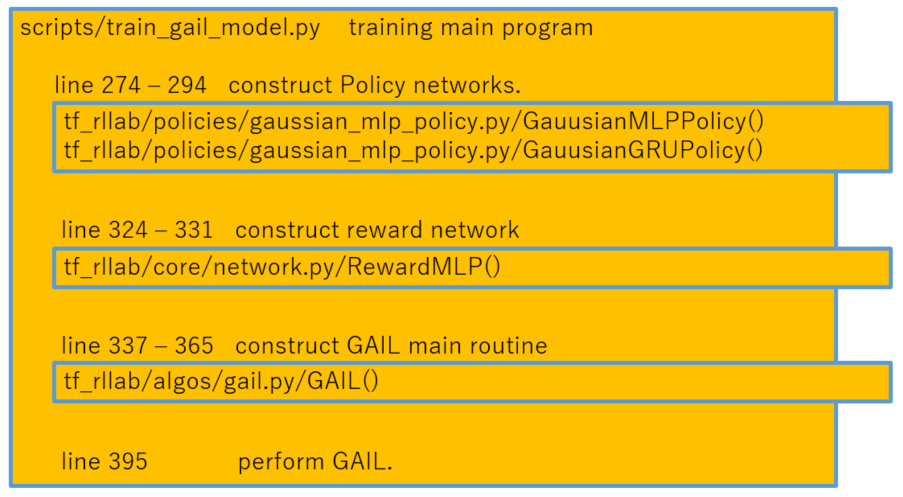 scripts/train_gail_model.py training main program
line 274 – 294 construct Policy networks.
tf_rllab/policies/gaussian_mlp_policy.py/GauusianMLPPolicy()
tf_rllab/policies/gaussian_mlp_policy.py/GauusianGRUPolicy()
line 324 – 331 construct reward network
tf_rllab/core/network.py/RewardMLP()
line 337 – 365 construct GAIL main routine
tf_rllab/algos/gail.py/GAIL()
line 395 perform GAIL.